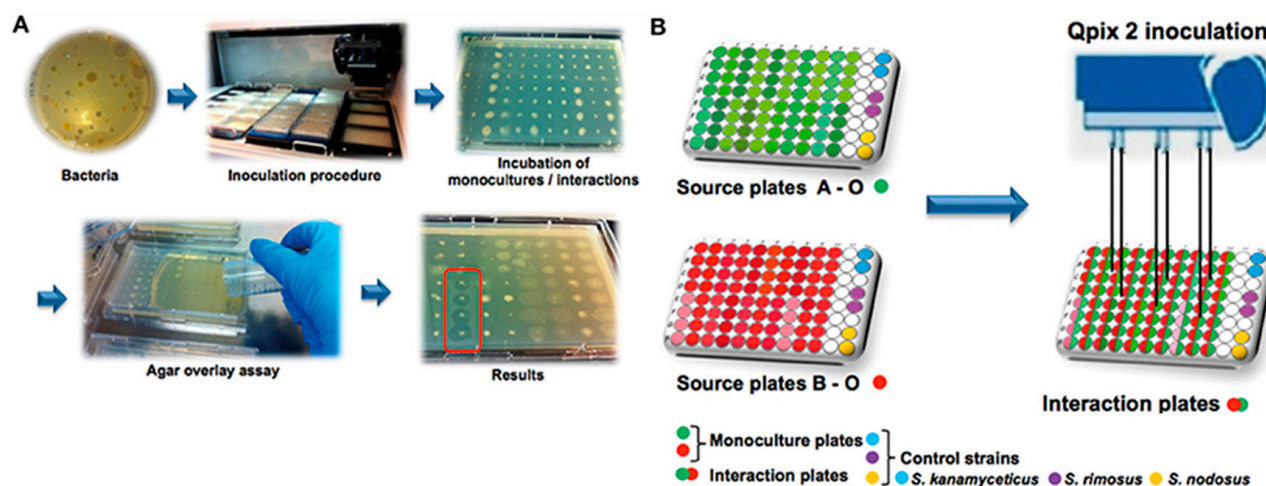 A
Bacteria
Inoculation procedure
Incubation of
monocultures / interactions
Agar overlay assay
Results
B
Qpix 2 inoculation
Source plates A - O
Source plates B - O
Interaction plates
Monoculture plates
Interaction plates
Control strains
S. kanamyceticus
S. rimosus
S. nodosus